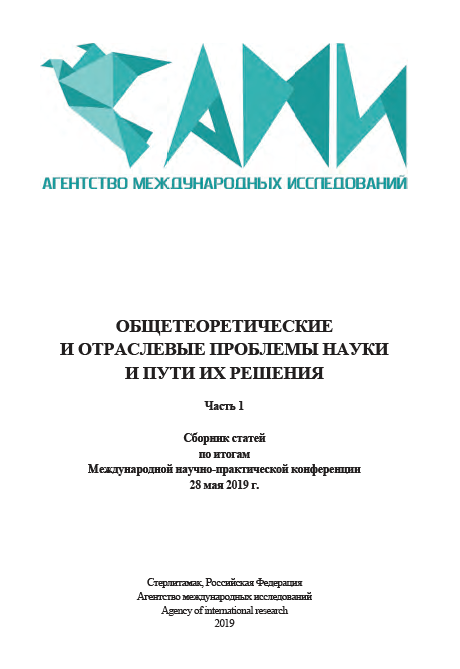 АМИ
АГЕНТСТВО МЕЖДУНАРОДНЫХ ИССЛЕДОВАНИЙ
ОБЩЕТЕОРЕТИЧЕСКИЕ
И ОТРАСЛЕВЫЕ ПРОБЛЕМЫ НАУКИ
И ПУТИ ИХ РЕШЕНИЯ
Часть 1
Сборник статей
по итогам
Международной научно-практической конференции
28 мая 2019 г.
Стерлитамак, Российская Федерация
Агентство международных исследований
Agency of international research
2019